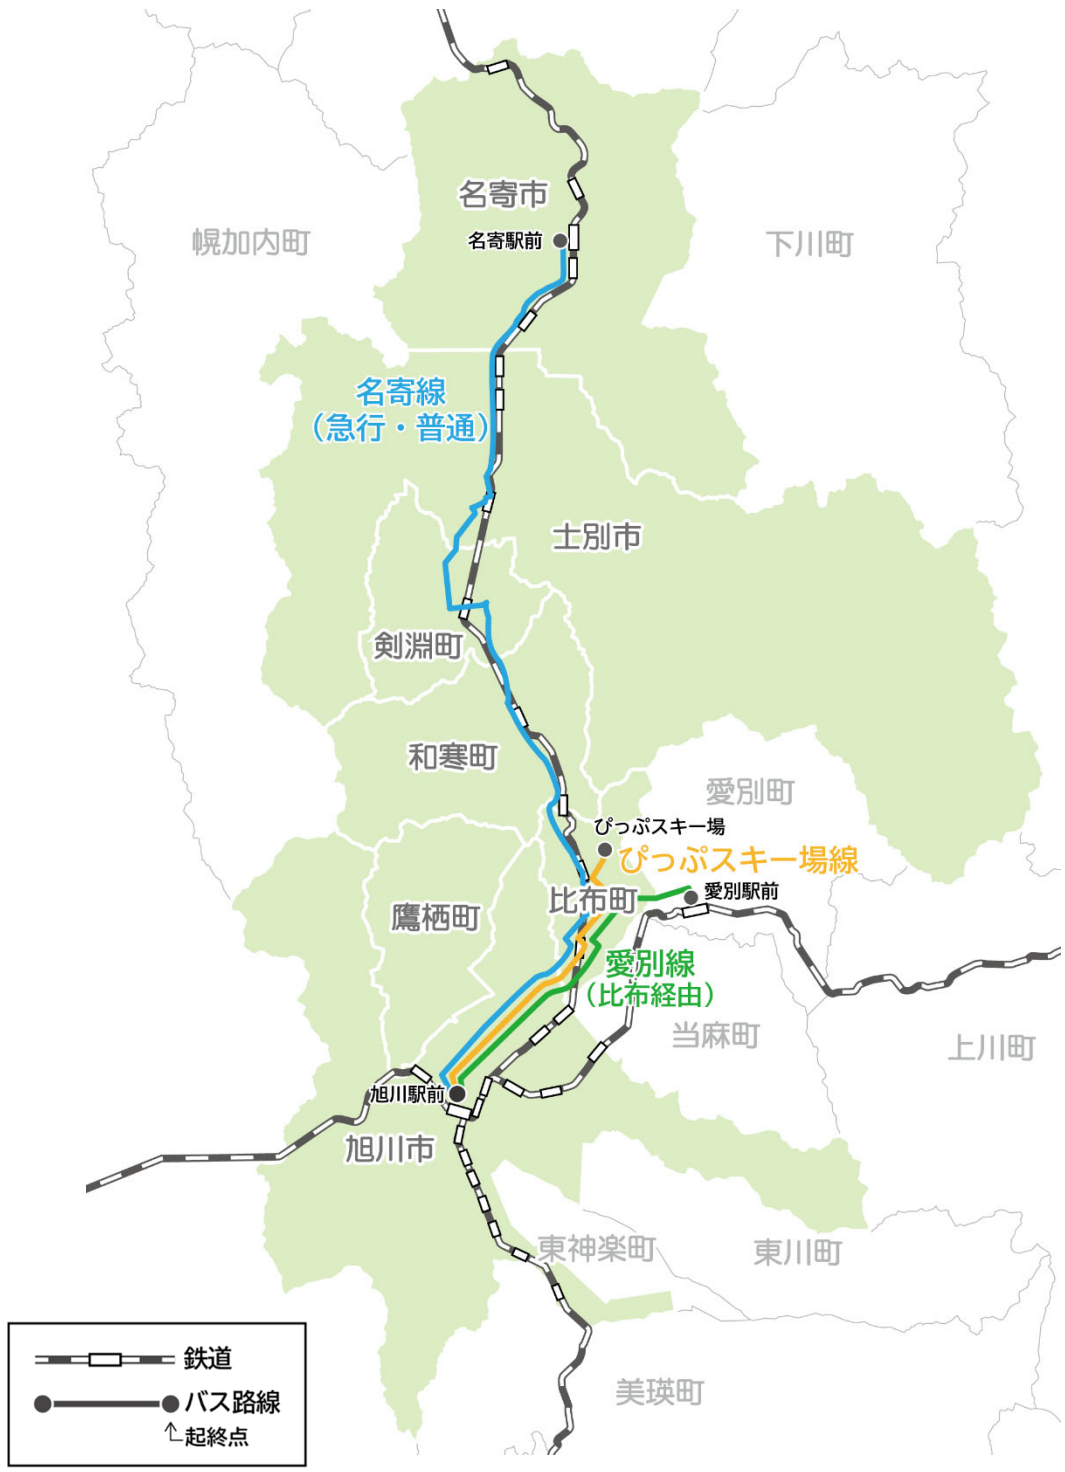 名寄市
名寄駅前
幌加内町
下川町
名寄線
（急行・普通）
士別市
剣淵町
和寒町
愛別町
ぴっぷスキー場
ぴっぷスキー場線
比布町
愛別駅前
鷹栖町
愛別線
（比布経由）
当麻町
上川町
旭川駅前
旭川市
東神楽町
東川町
美瑛町
鉄道
バス路線
起終点